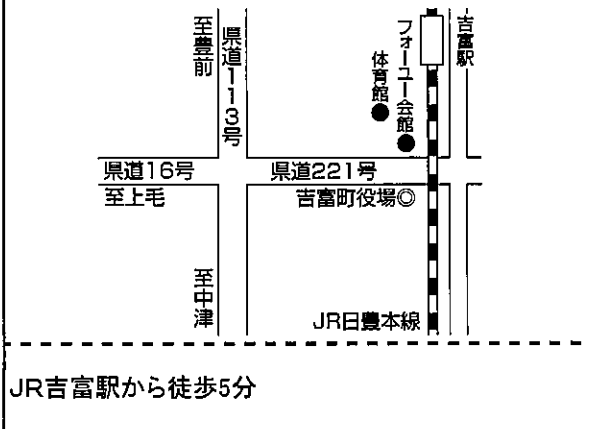 至豊前
県道113号
体育館
フォーユー会館
吉富駅
県道16号
県道221号
至上毛
吉富町役場
至中津
JR日豊本線
JR吉富駅から徒歩5分